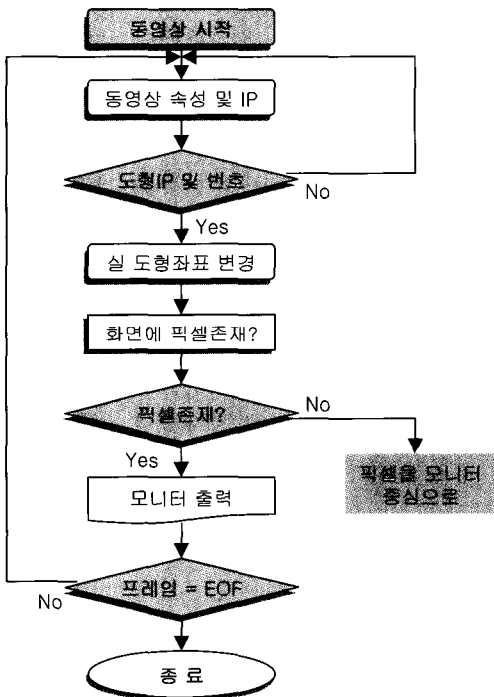 동영상 시작
동영상 속성 및 IP
도형IP 및 번호
No
Yes
실 도형좌표 변경
화면에 픽셀존재?
픽셀존재?
No
Yes
픽셀을 모니터
중심으로
모니터 출력
프레임 = EOF
No
종 료